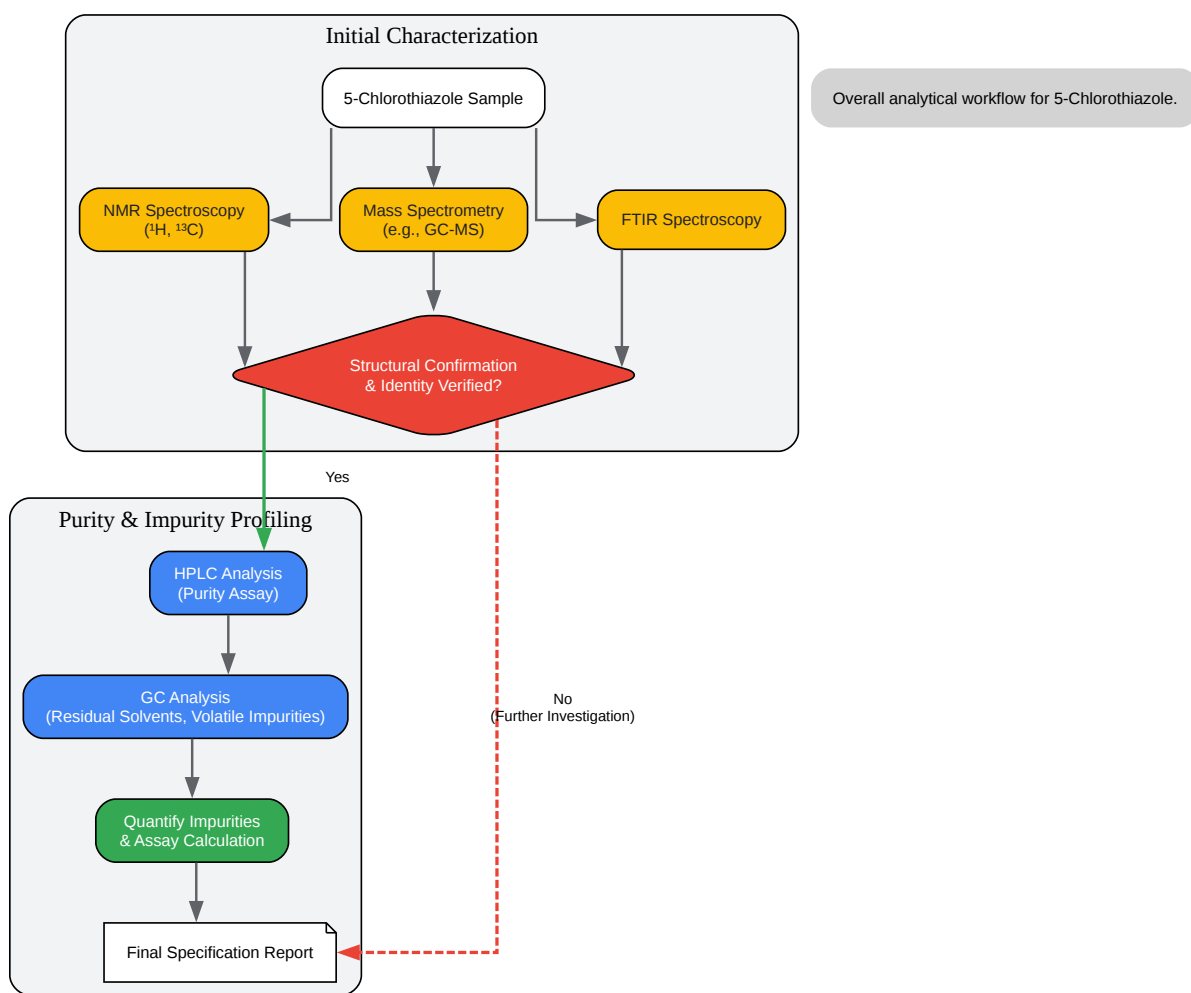 Initial Characterization
5-Chlorothiazole Sample
Overall analytical workflow for 5-Chlorothiazole.
NMR Spectroscopy
(¹H, ¹³C)
Mass Spectrometry
(e.g., GC-MS)
FTIR Spectroscopy
Structural Confirmation
& Identity Verified?
Yes
Purity & Impurity Profiling
HPLC Analysis
(Purity Assay)
GC Analysis
(Residual Solvents, Volatile Impurities)
No
(Further Investigation)
Quantify Impurities
& Assay Calculation
Final Specification Report